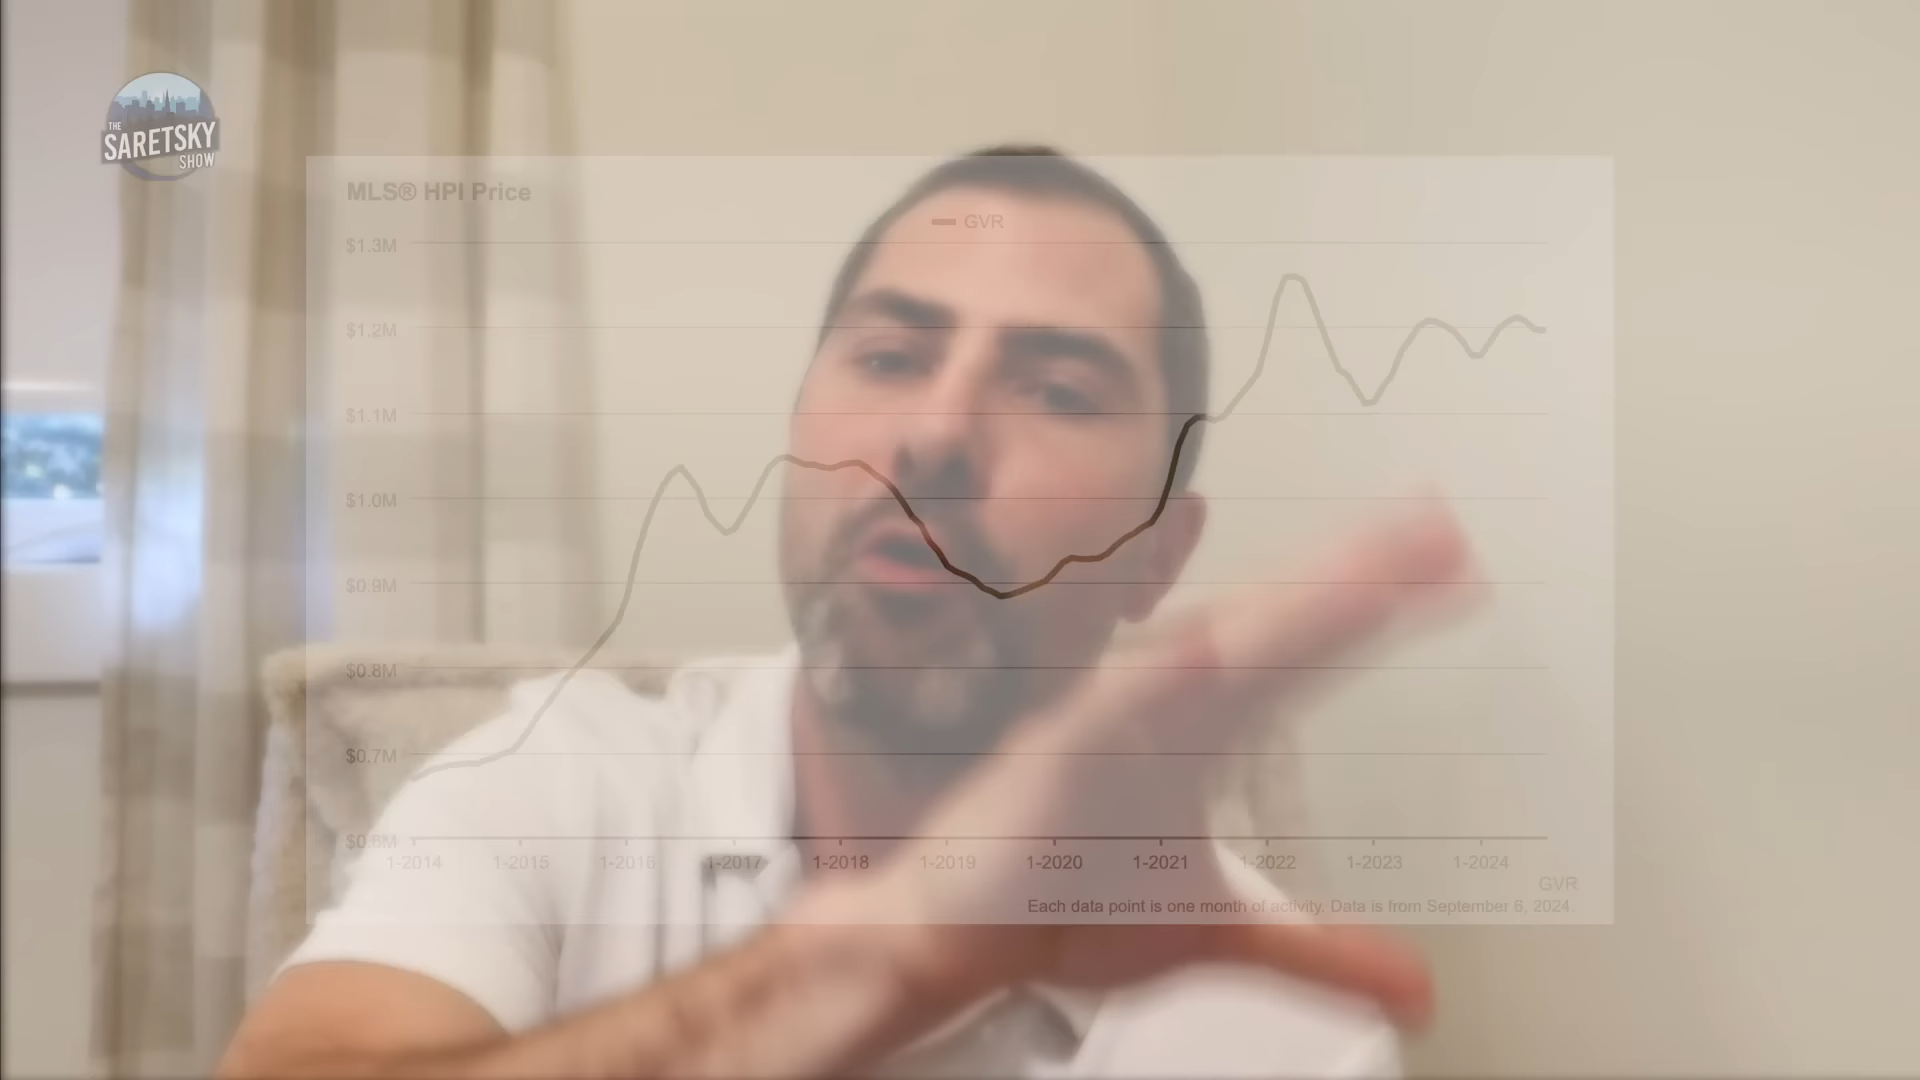 THE
SARETSKY
SHOW
MLS® HPI Price
GVR
$1.3M
$1.2M
$1.1M
$1.0M
$0.9M
$0.8M
$0.7M
$0.6M
1-2014 1-2015 1-2016 1-2017 1-2018 1-2019 1-2020 1-2021 1-2022 1-2023 1-2024
GVR
Each data point is one month of activity. Data is from September 6, 2024.